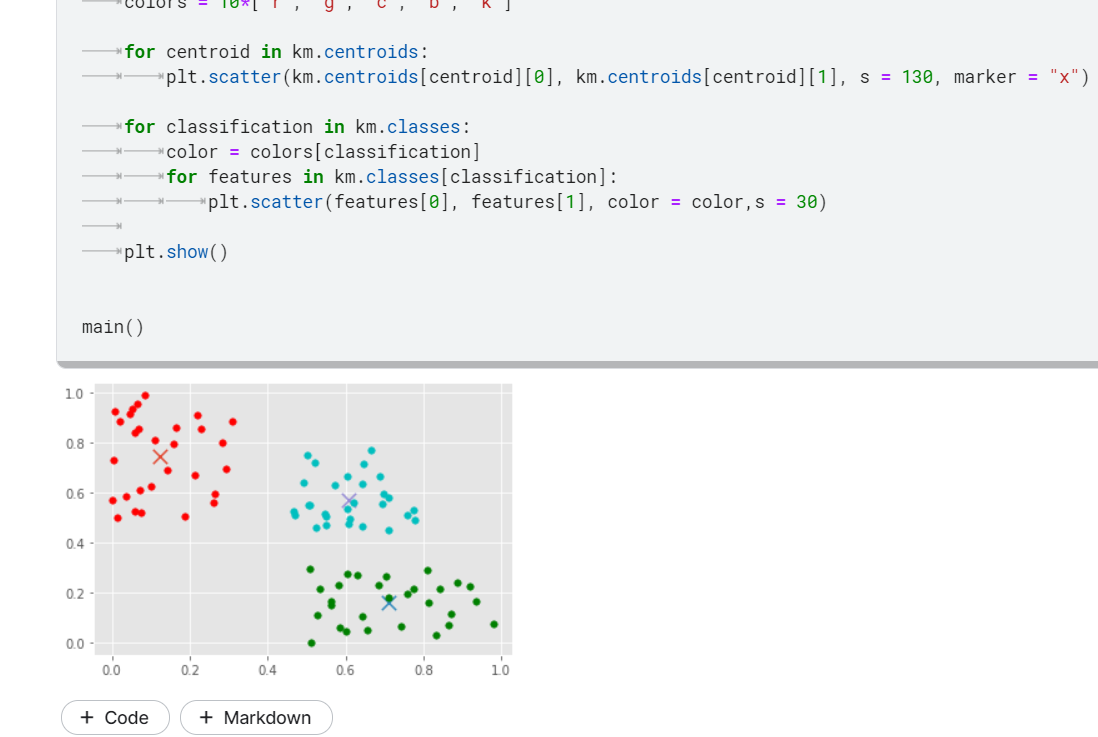 colors = 10*["r", "g", "c", "b", "k"]
for centroid in km.centroids:
plt.scatter(km.centroids[centroid][0], km.centroids[centroid][1], s = 130, marker = "x")
for classification in km.classes:
color = colors[classification]
for features in km.classes[classification]:
plt.scatter(features[0], features[1], color = color,s = 30)
plt.show()
main()
1.0
0.8
0.6
0.4
0.2
0.0
0.0 0.2 0.4 0.6 0.8 1.0
+ Code + Markdown